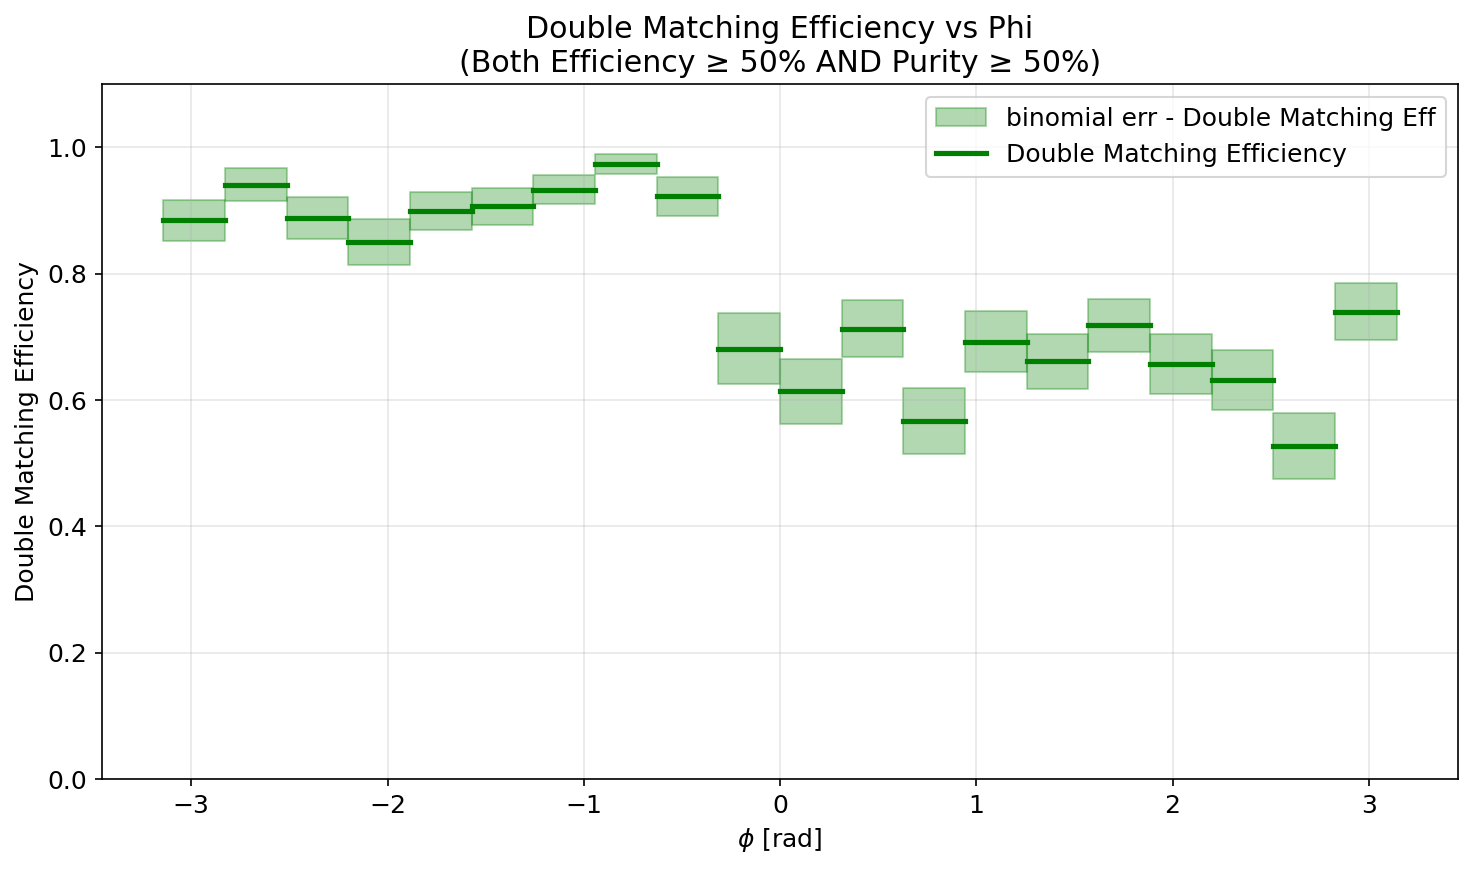 Double Matching Efficiency vs Phi
(Both Efficiency ≥ 50% AND Purity ≥ 50%)
binomial err - Double Matching Eff
Double Matching Efficiency
Double Matching Efficiency
1.0
0.8
0.6
0.4
0.2
0.0
−3
−2
−1
0
1
2
3
ϕ [rad]